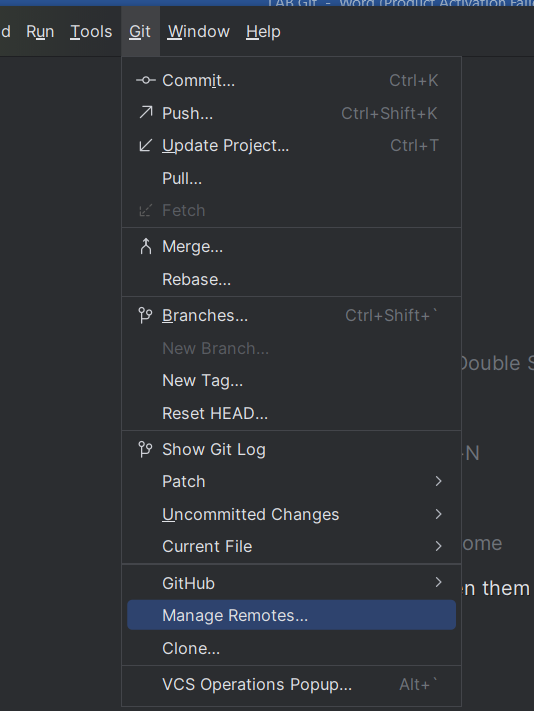 LAB Git - Word (Product Activation Faile
d Run Tools Git Window Help
Commit... Ctrl+K
Push... Ctrl+Shift+K
Update Project... Ctrl+T
Pull...
Fetch
Merge...
Rebase...
Branches... Ctrl+Shift+`
New Branch...
New Tag...
Double S
Reset HEAD...
Show Git Log
+N
Patch
Uncommitted Changes
Current File
ome
GitHub
en them
Manage Remotes...
Clone...
VCS Operations Popup... Alt+`